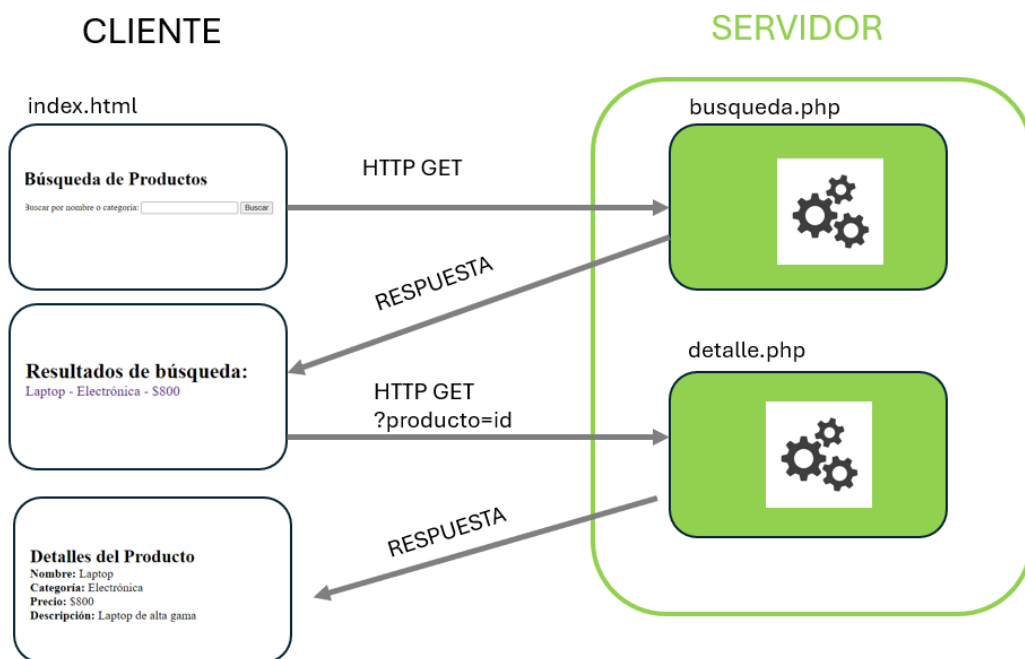 CLIENTE
SERVIDOR
index.html
busqueda.php
Búsqueda de Productos
Buscar por nombre o categoría:
Buscar
HTTP GET
RESPUESTA
Resultados de búsqueda:
Laptop - Electrónica - $800
detalle.php
HTTP GET
?producto=id
RESPUESTA
Detalles del Producto
Nombre: Laptop
Categoría: Electrónica
Precio: $800
Descripción: Laptop de alta gama